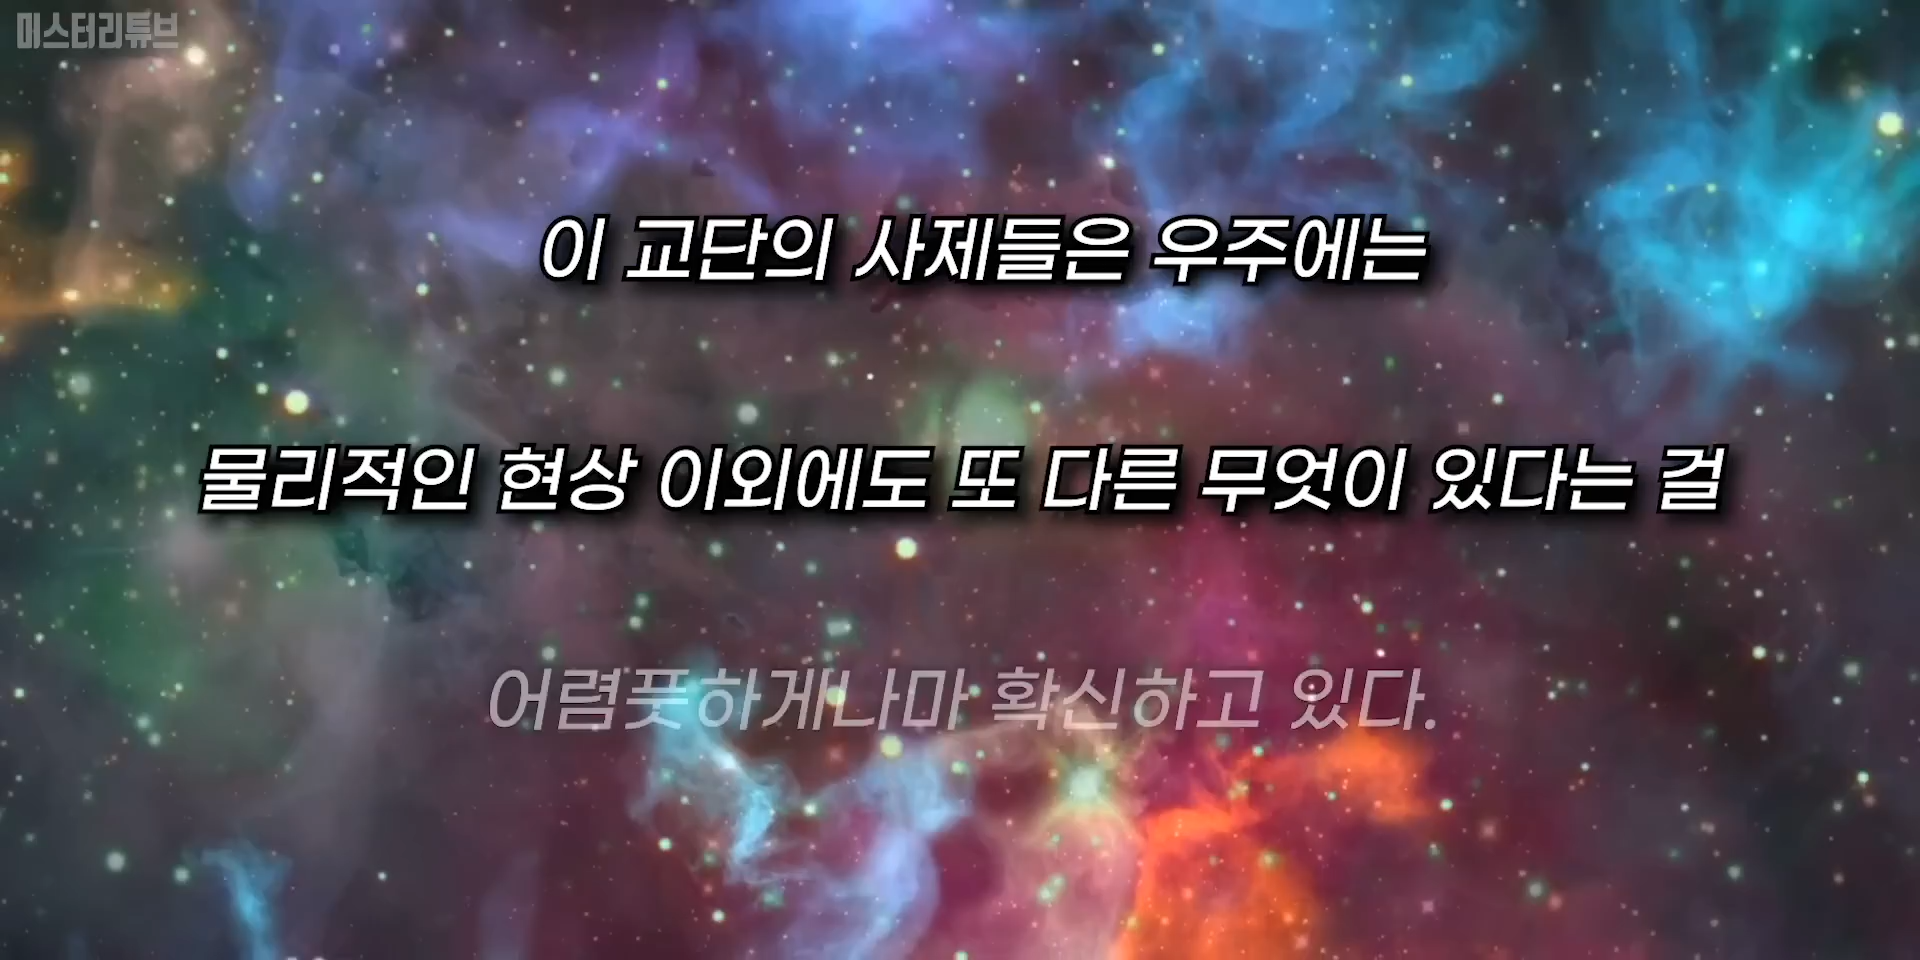 미스터리튜브
이 교단의 사제들은 우주에는
물리적인 현상 이외에도 또 다른 무엇이 있다는 걸
어렴풋하게나마 확신하고 있다.